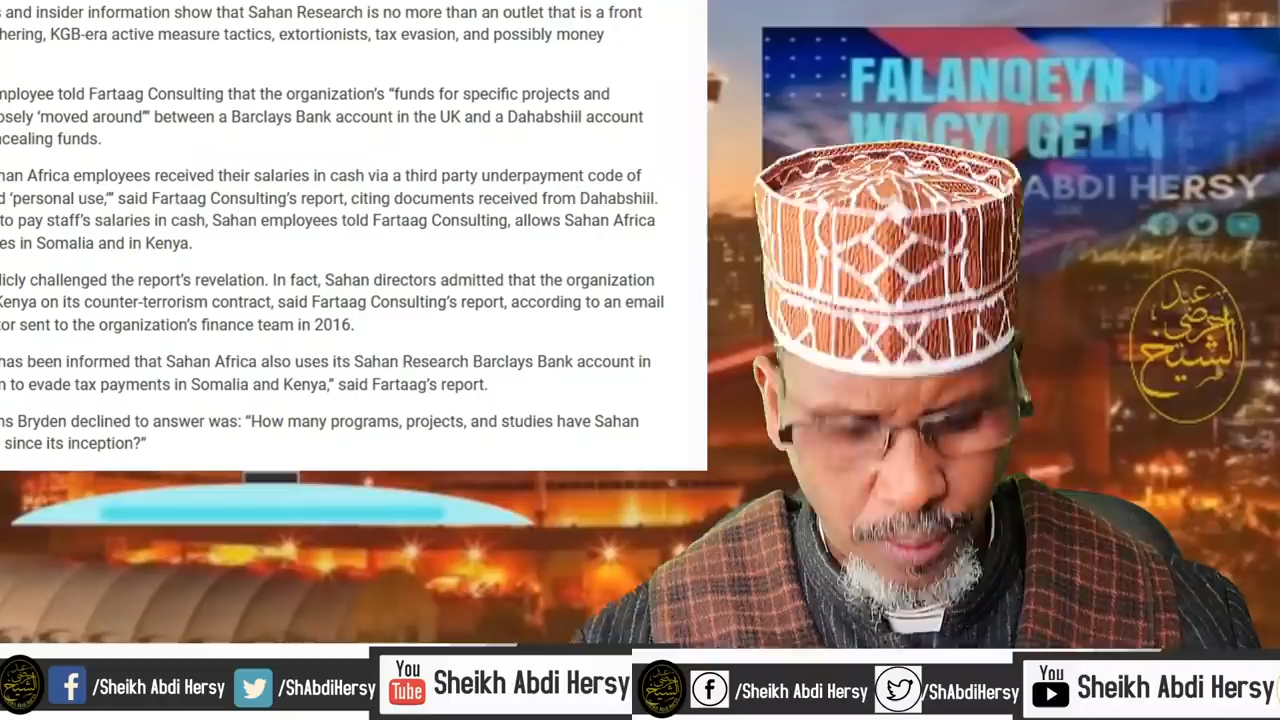 s and insider information show that Sahan Research is no more than an outlet that is a front
hering, KGB-era active measure tactics, extortionists, tax evasion, and possibly money
mployee told Fartaag Consulting that the organization's "funds for specific projects and
osely 'moved around'" between a Barclays Bank account in the UK and a Dahabshiil account
ncealing funds.
han Africa employees received their salaries in cash via a third party underpayment code of
d 'personal use,'" said Fartaag Consulting's report, citing documents received from Dahabshiil.
to pay staff's salaries in cash, Sahan employees told Fartaag Consulting, allows Sahan Africa
es in Somalia and in Kenya.
licly challenged the report's revelation. In fact, Sahan directors admitted that the organization
Kenya on its counter-terrorism contract, said Fartaag Consulting's report, according to an email
tor sent to the organization's finance team in 2016.
has been informed that Sahan Africa also uses its Sahan Research Barclays Bank account in
n to evade tax payments in Somalia and Kenya," said Fartaag's report.
ns Bryden declined to answer was: "How many programs, projects, and studies have Sahan
since its inception?"
FALANQEYN IYO
WACYI GELIN
ABDI HERSY
عبد
الشيخ
/Sheikh Abdi Hersy
/ShAbdiHersy
You
Tube
Sheikh Abdi Hersy
/Sheikh Abdi Hersy
/ShAbdiHersy
You
Sheikh Abdi Hersy